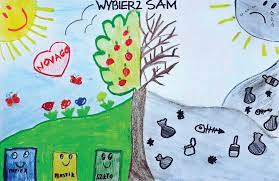 WYBIERZ SAM
NOVAGO
PAPIER
PLASTIK
SZKŁO